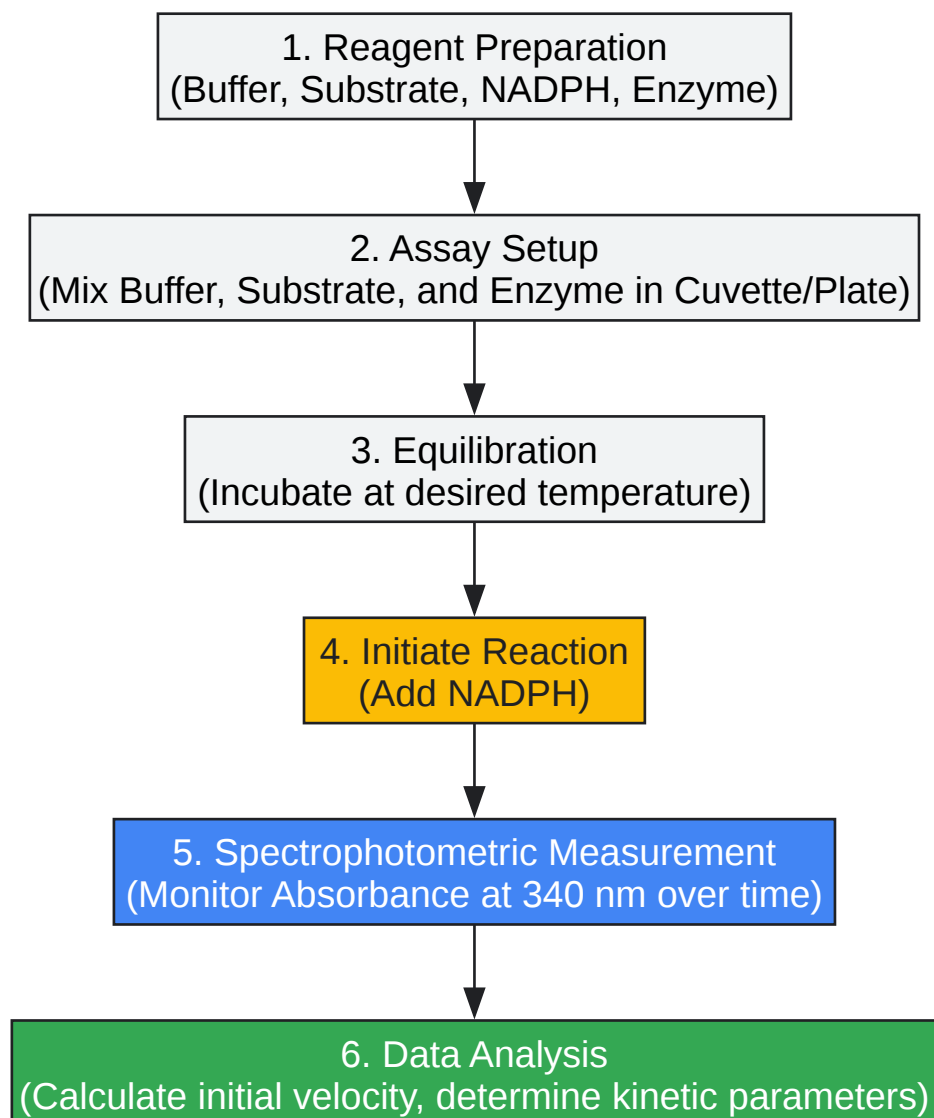 1. Reagent Preparation
(Buffer, Substrate, NADPH, Enzyme)
2. Assay Setup
(Mix Buffer, Substrate, and Enzyme in Cuvette/Plate)
3. Equilibration
(Incubate at desired temperature)
4. Initiate Reaction
(Add NADPH)
5. Spectrophotometric Measurement
(Monitor Absorbance at 340 nm over time)
6. Data Analysis
(Calculate initial velocity, determine kinetic parameters)